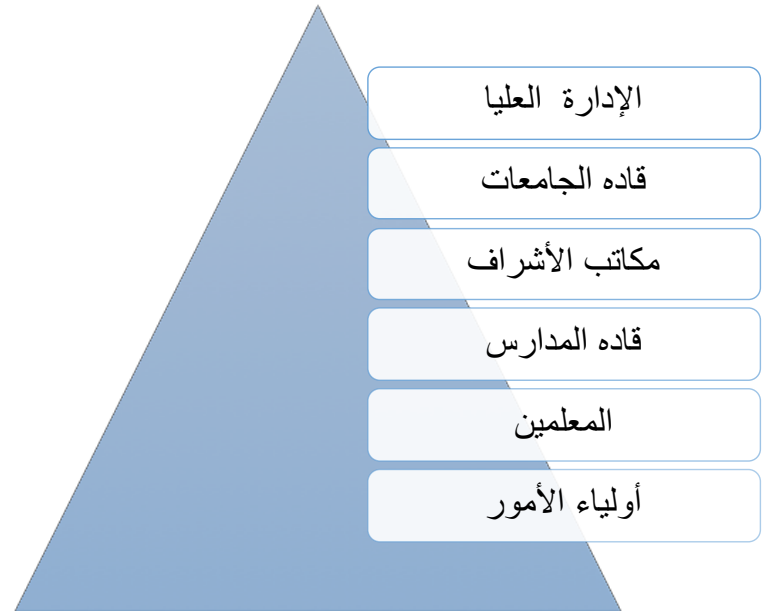 الإدارة العليا
قاده الجامعات
مكاتب الأشراف
قاده المدارس
المعلمين
أولياء الأمور